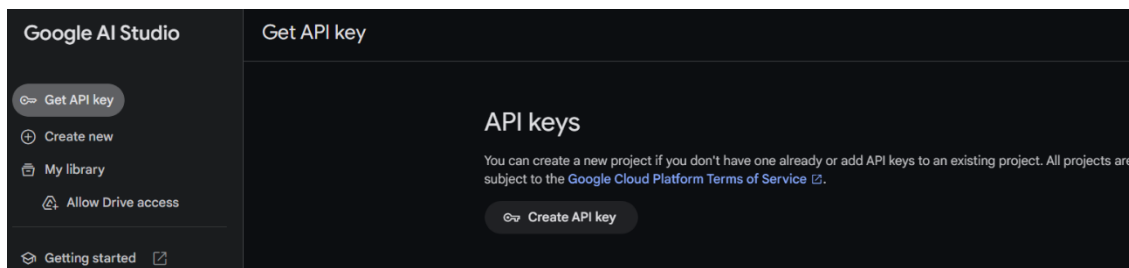 Google AI Studio
Get API key
Get API key
Create new
My library
Allow Drive access
Getting started
API keys
You can create a new project if you don't have one already or add API keys to an existing project. All projects are
subject to the Google Cloud Platform Terms of Service.
Create API key